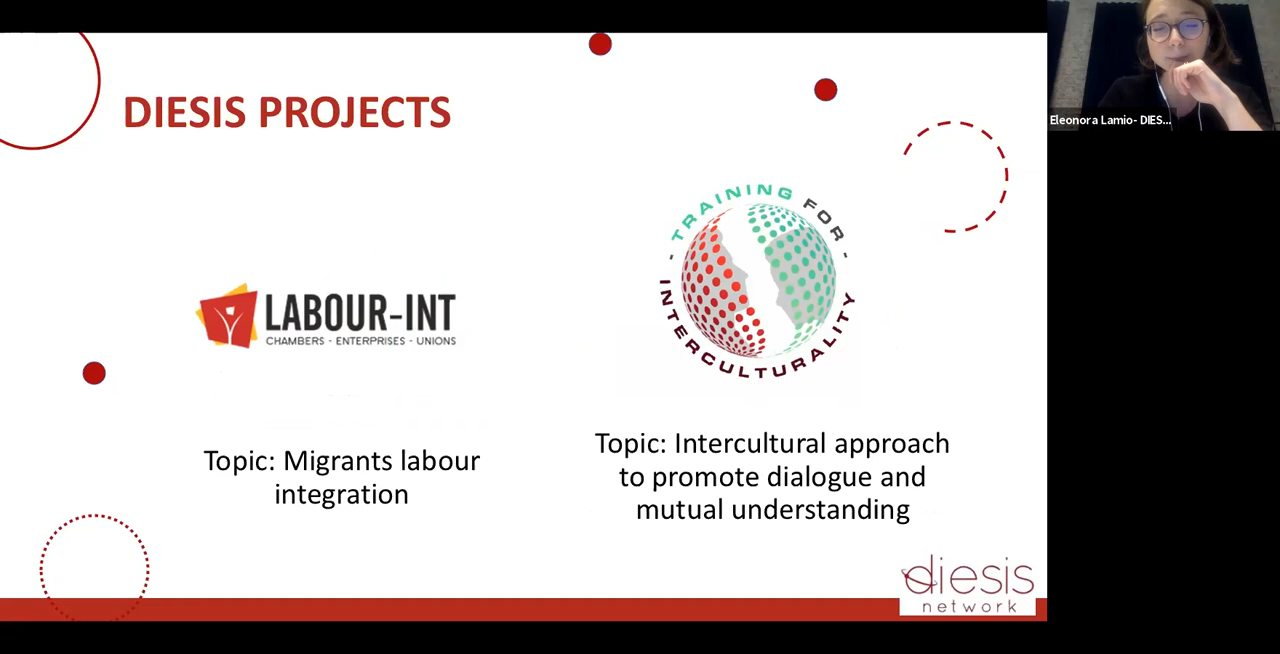 DIESIS PROJECTS
Eleonora Lamio- DIES...
- TRAINING FOR -
INTERCULTURALITY
LABOUR-INT
CHAMBERS - ENTERPRISES - UNIONS
Topic: Migrants labour
integration
Topic: Intercultural approach
to promote dialogue and
mutual understanding
diesis
network